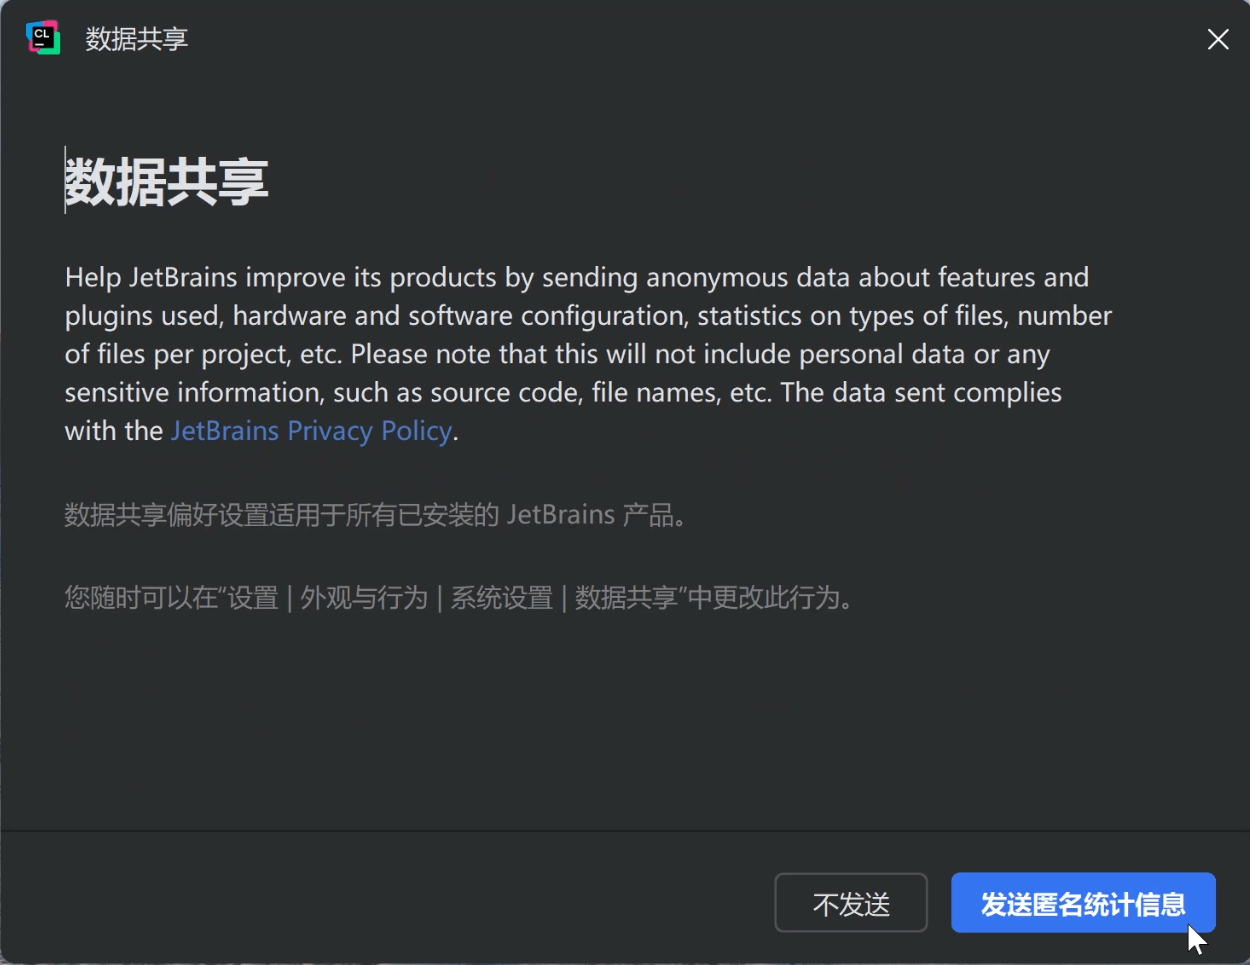 CL
数据共享
数据共享
Help JetBrains improve its products by sending anonymous data about features and
plugins used, hardware and software configuration, statistics on types of files, number
of files per project, etc. Please note that this will not include personal data or any
sensitive information, such as source code, file names, etc. The data sent complies
with the JetBrains Privacy Policy.
数据共享偏好设置适用于所有已安装的 JetBrains 产品。
您随时可以在“设置 | 外观与行为 | 系统设置 | 数据共享”中更改此行为。
不发送
发送匿名统计信息